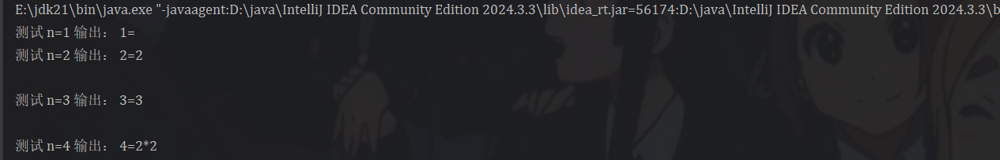 E:\jdk21\bin\java.exe "-javaagent:D:\java\IntelliJ IDEA Community Edition 2024.3.3\lib\idea_rt.jar=56174:D:\java\IntelliJ IDEA Community Edition 2024.3.3\b
测试 n=1 输出： 1=
测试 n=2 输出： 2=2
测试 n=3 输出： 3=3
测试 n=4 输出： 4=2*2